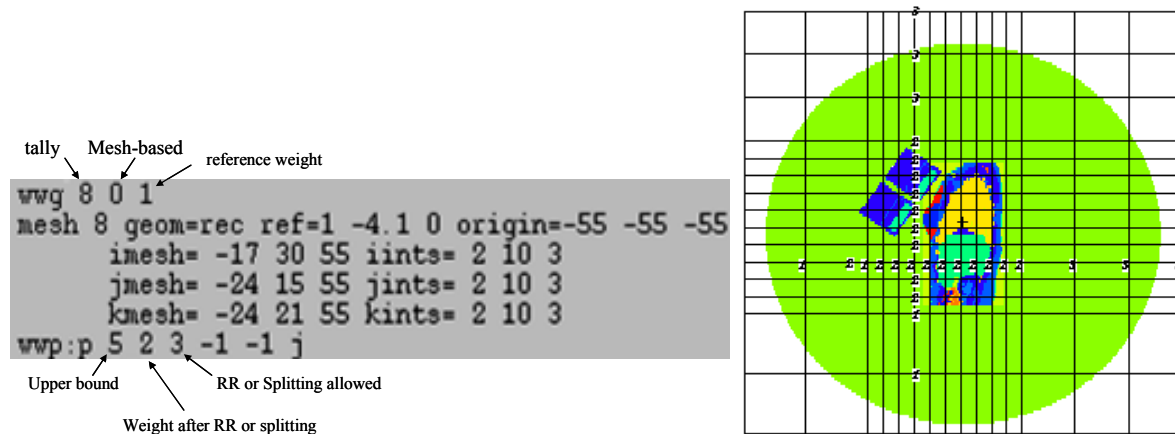 tally Mesh-based reference weight
wwg 8 0 1
mesh 8 geom=rec ref=1 -4.1 0 origin=-55 -55 -55
imesh= -17 30 55 iints= 2 10 3
jmesh= -24 15 55 jints= 2 10 3
kmesh= -24 21 55 kints= 2 10 3
wwp:p 5 2 3 -1 -1 j
Upper bound RR or Splitting allowed
Weight after RR or splitting